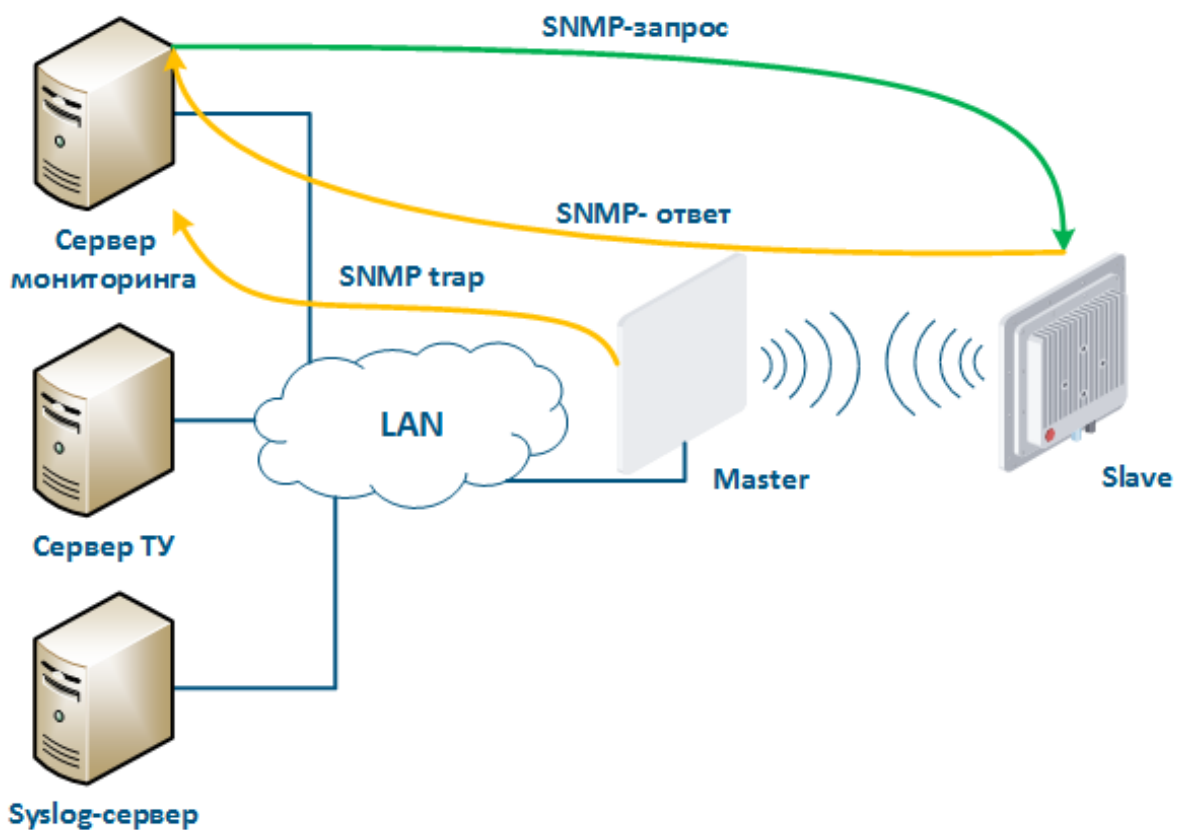 SNMP-запрос
SNMP- ответ
Сервер
мониторинга
SNMP trap
LAN
Master
Slave
Сервер ТУ
Syslog-сервер